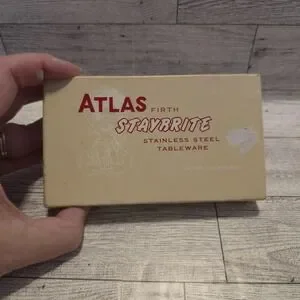 ATLAS FIRTH
STAYBRITE
STAINLESS STEEL
TABLEWARE